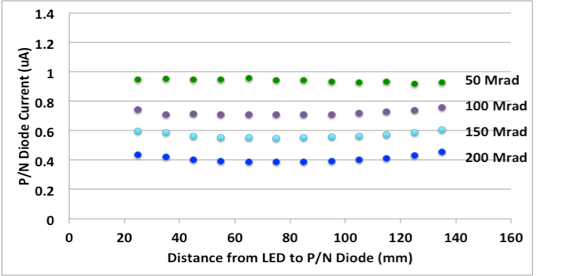 1.4
1.2
1
0.8
0.6
0.4
0.2
0
P/N Diode Current (uA)
50 Mrad
100 Mrad
150 Mrad
200 Mrad
0 20 40 60 80 100 120 140 160
Distance from LED to P/N Diode (mm)